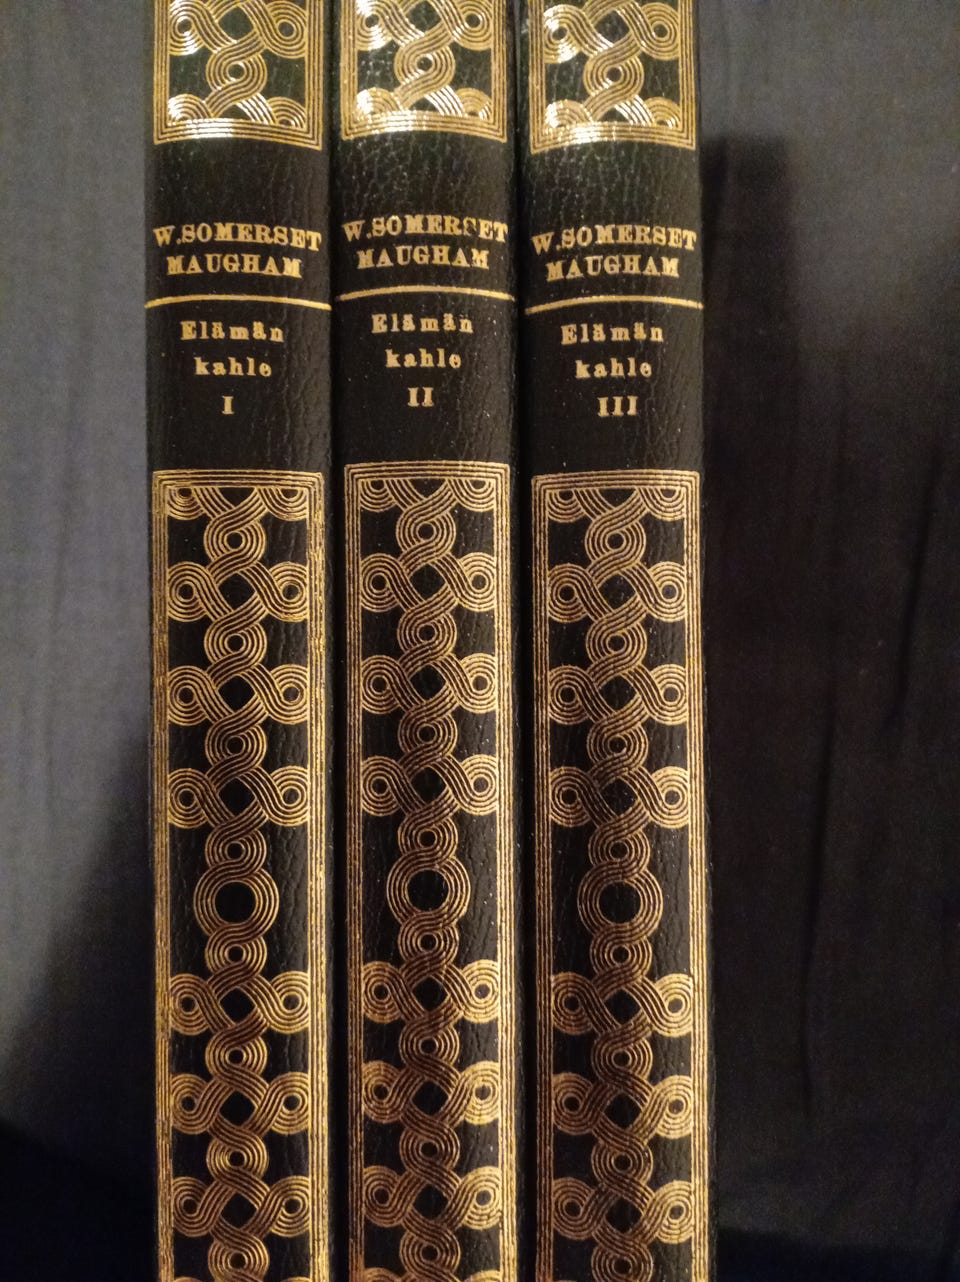 W. SOMERSET
MAUGHAM
Elämän
kahle
I
W. SOMERSET
MAUGHAM
Elämän
kahle
II
W. SOMERSET
MAUGHAM
Elämän
kahle
III